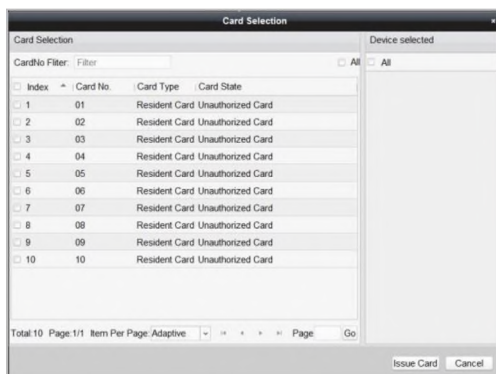 Card Selection
Card Selection
Device selected
CardNo Fliter: Filter All
All
Index Card No. Card Type Card State
1 01 Resident Card Unauthorized Card
2 02 Resident Card Unauthorized Card
3 03 Resident Card Unauthorized Card
4 04 Resident Card Unauthorized Card
5 05 Resident Card Unauthorized Card
6 06 Resident Card Unauthorized Card
7 07 Resident Card Unauthorized Card
8 08 Resident Card Unauthorized Card
9 09 Resident Card Unauthorized Card
10 10 Resident Card Unauthorized Card
Total:10 Page:1/1 Item Per Page: Adaptive Page Go
Issue Card Cancel